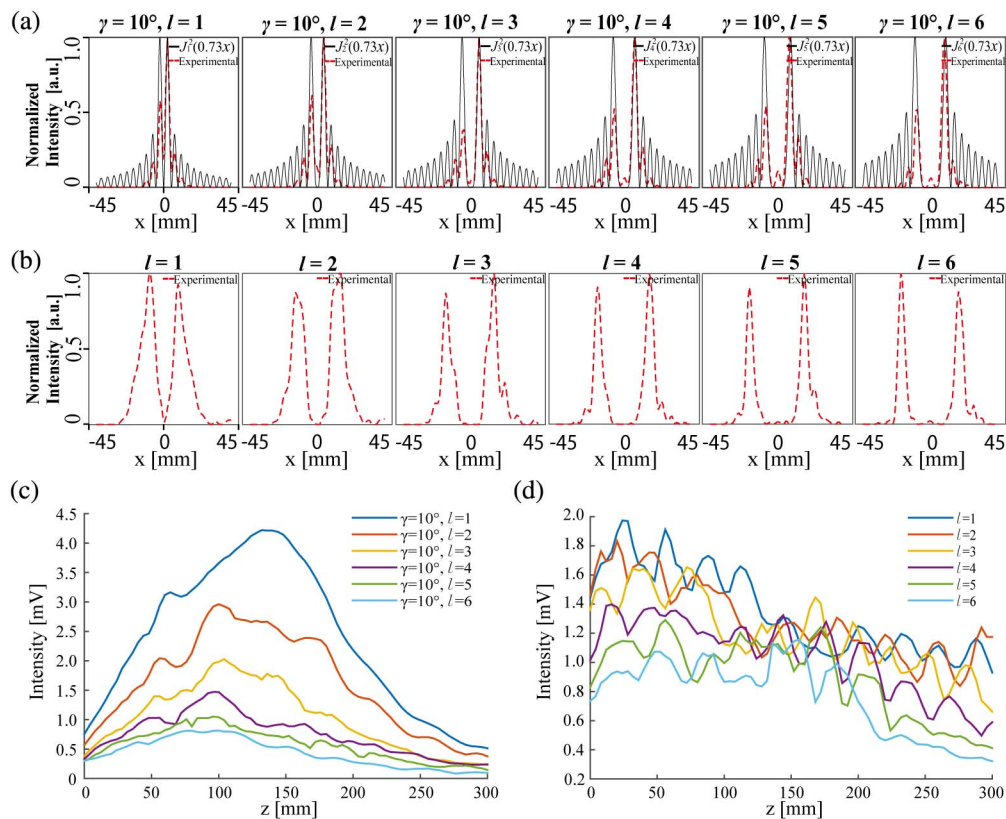 (a) γ = 10°, l = 1 γ = 10°, l = 2 γ = 10°, l = 3 γ = 10°, l = 4 γ = 10°, l = 5 γ = 10°, l = 6
J₁²(0.73x) J₂²(0.73x) J₃²(0.73x) J₄²(0.73x) J₅²(0.73x) J₆²(0.73x)
Experimental Experimental Experimental Experimental Experimental Experimental
Normalized
Intensity [a.u.]
1.0
0.5
0
-45 0 45 -45 0 45 -45 0 45 -45 0 45 -45 0 45 -45 0 45
x [mm] x [mm] x [mm] x [mm] x [mm] x [mm]
(b) l = 1 l = 2 l = 3 l = 4 l = 5 l = 6
Experimental Experimental Experimental Experimental Experimental Experimental
Normalized
Intensity [a.u.]
1.0
0.5
0
-45 0 45 -45 0 45 -45 0 45 -45 0 45 -45 0 45 -45 0 45
x [mm] x [mm] x [mm] x [mm] x [mm] x [mm]
(c)
Intensity [mV]
4.5
4.0
3.5
3.0
2.5
2.0
1.5
1.0
0.5
0
γ=10°, l=1
γ=10°, l=2
γ=10°, l=3
γ=10°, l=4
γ=10°, l=5
γ=10°, l=6
0 50 100 150 200 250 300
z [mm]
(d)
Intensity [mV]
2.0
1.8
1.6
1.4
1.2
1.0
0.8
0.6
0.4
0.2
l=1
l=2
l=3
l=4
l=5
l=6
0 50 100 150 200 250 300
z [mm]